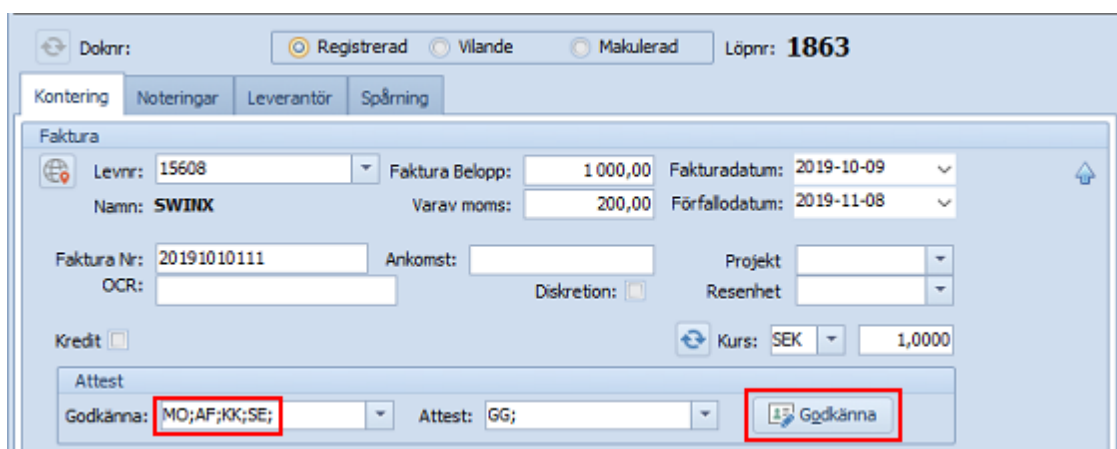 Doknr: Registrerad Vilande Makulerad Löpnr: 1863
Kontering Noteringar Leverantör Spårning
Faktura
Levnr: 15608 Faktura Belopp: 1 000,00 Fakturadatum: 2019-10-09
Namn: SWINX Varav moms: 200,00 Förfallodatum: 2019-11-08
Faktura Nr: 20191010111 Ankomst: Projekt
OCR: Diskretion: Resenhet
Kredit Kurs: SEK 1,0000
Attest
Godkänna: MO;AF;KK;SE; Attest: GG; Godkänna